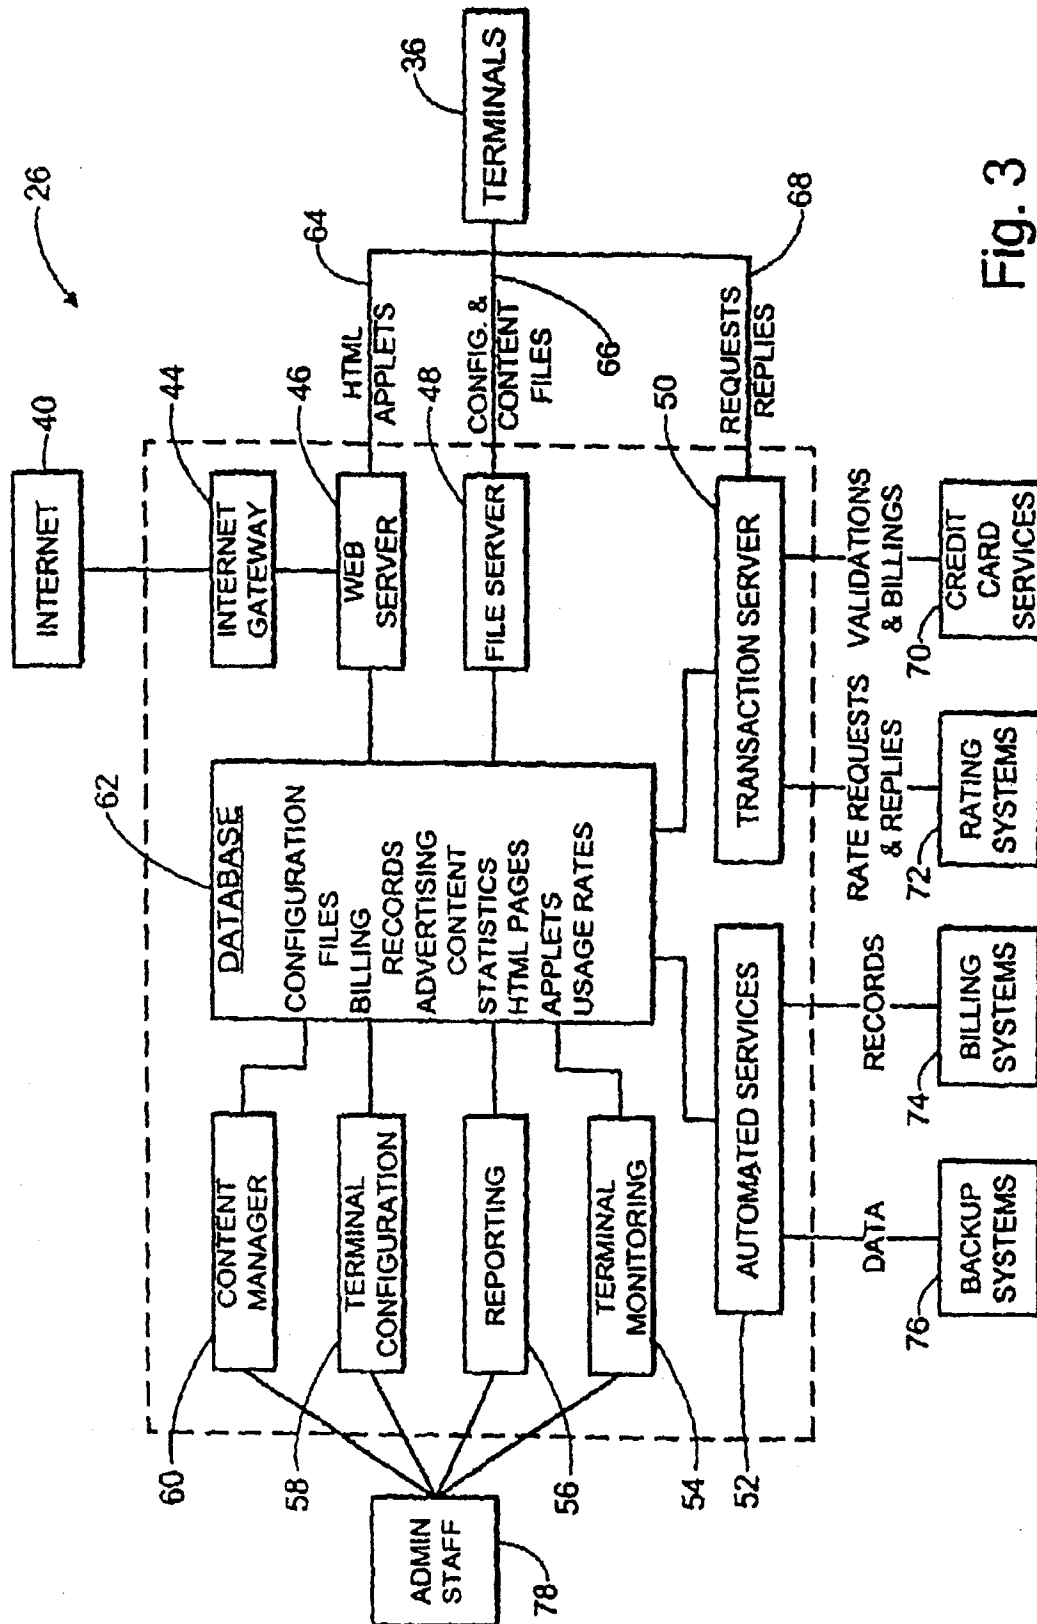 26
40
INTERNET
44
INTERNET
GATEWAY
46
WEB
SERVER
48
FILE SERVER
64
HTML
APPLETS
CONFIG. &
CONTENT
FILES
66
TERMINALS
36
REQUESTS
REPLIES
68
62
DATABASE
CONFIGURATION
FILES
BILLING
RECORDS
ADVERTISING
CONTENT
STATISTICS
HTML PAGES
APPLETS
USAGE RATES
CONTENT
MANAGER
60
TERMINAL
CONFIGURATION
58
REPORTING
56
TERMINAL
MONITORING
54
ADMIN
STAFF
78
AUTOMATED SERVICES
52
TRANSACTION SERVER
50
DATA
RECORDS
RATE REQUESTS
& REPLIES
VALIDATIONS
& BILLINGS
76
BACKUP
SYSTEMS
74
BILLING
SYSTEMS
72
RATING
SYSTEMS
70
CREDIT
CARD
SERVICES
Fig. 3